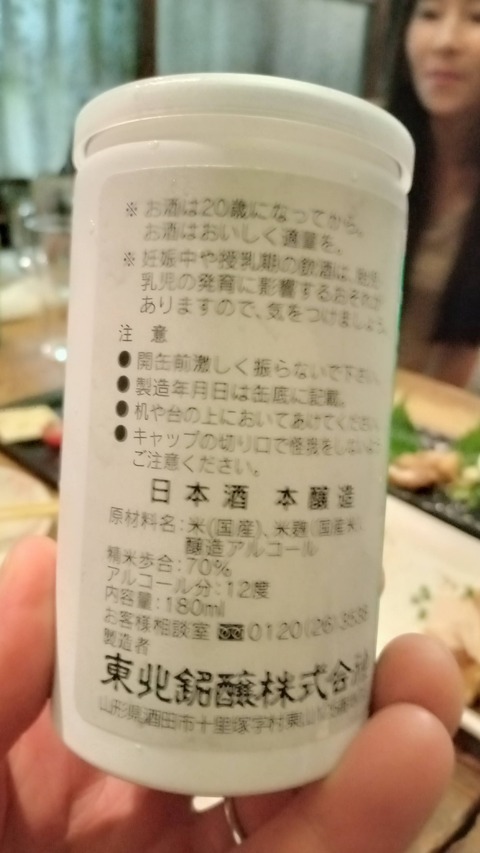 ※ お酒は20歳になってから。
お酒はおいしく適量を。
※ 妊娠中や授乳期の飲酒は、胎児
乳児の発育に影響するおそれが
ありますので、気をつけましょう。
注 意
●開缶前激しく振らないで下さい。
●製造年月日は缶底に記載。
●机や台の上においてあけてください
●キャップの切り口で怪我をしないよう
ご注意ください。
日本酒 本醸造
原材料名：米(国産)、米麹(国産米)、
醸造アルコール
精米歩合：70%
アルコール分：12度
内容量：180ml
お客様相談室 0120(26)3636
製造者
東北銘醸株式会社
山形県酒田市十里塚字村東山